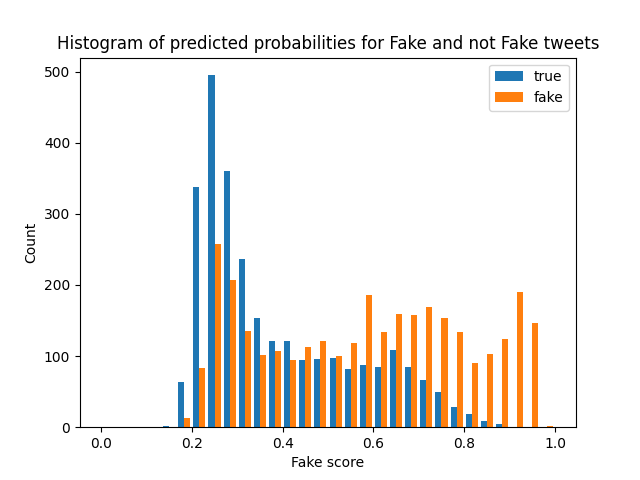 Histogram of predicted probabilities for Fake and not Fake tweets
true
fake
500
400
300
200
100
0
Count
0.0 0.2 0.4 0.6 0.8 1.0
Fake score